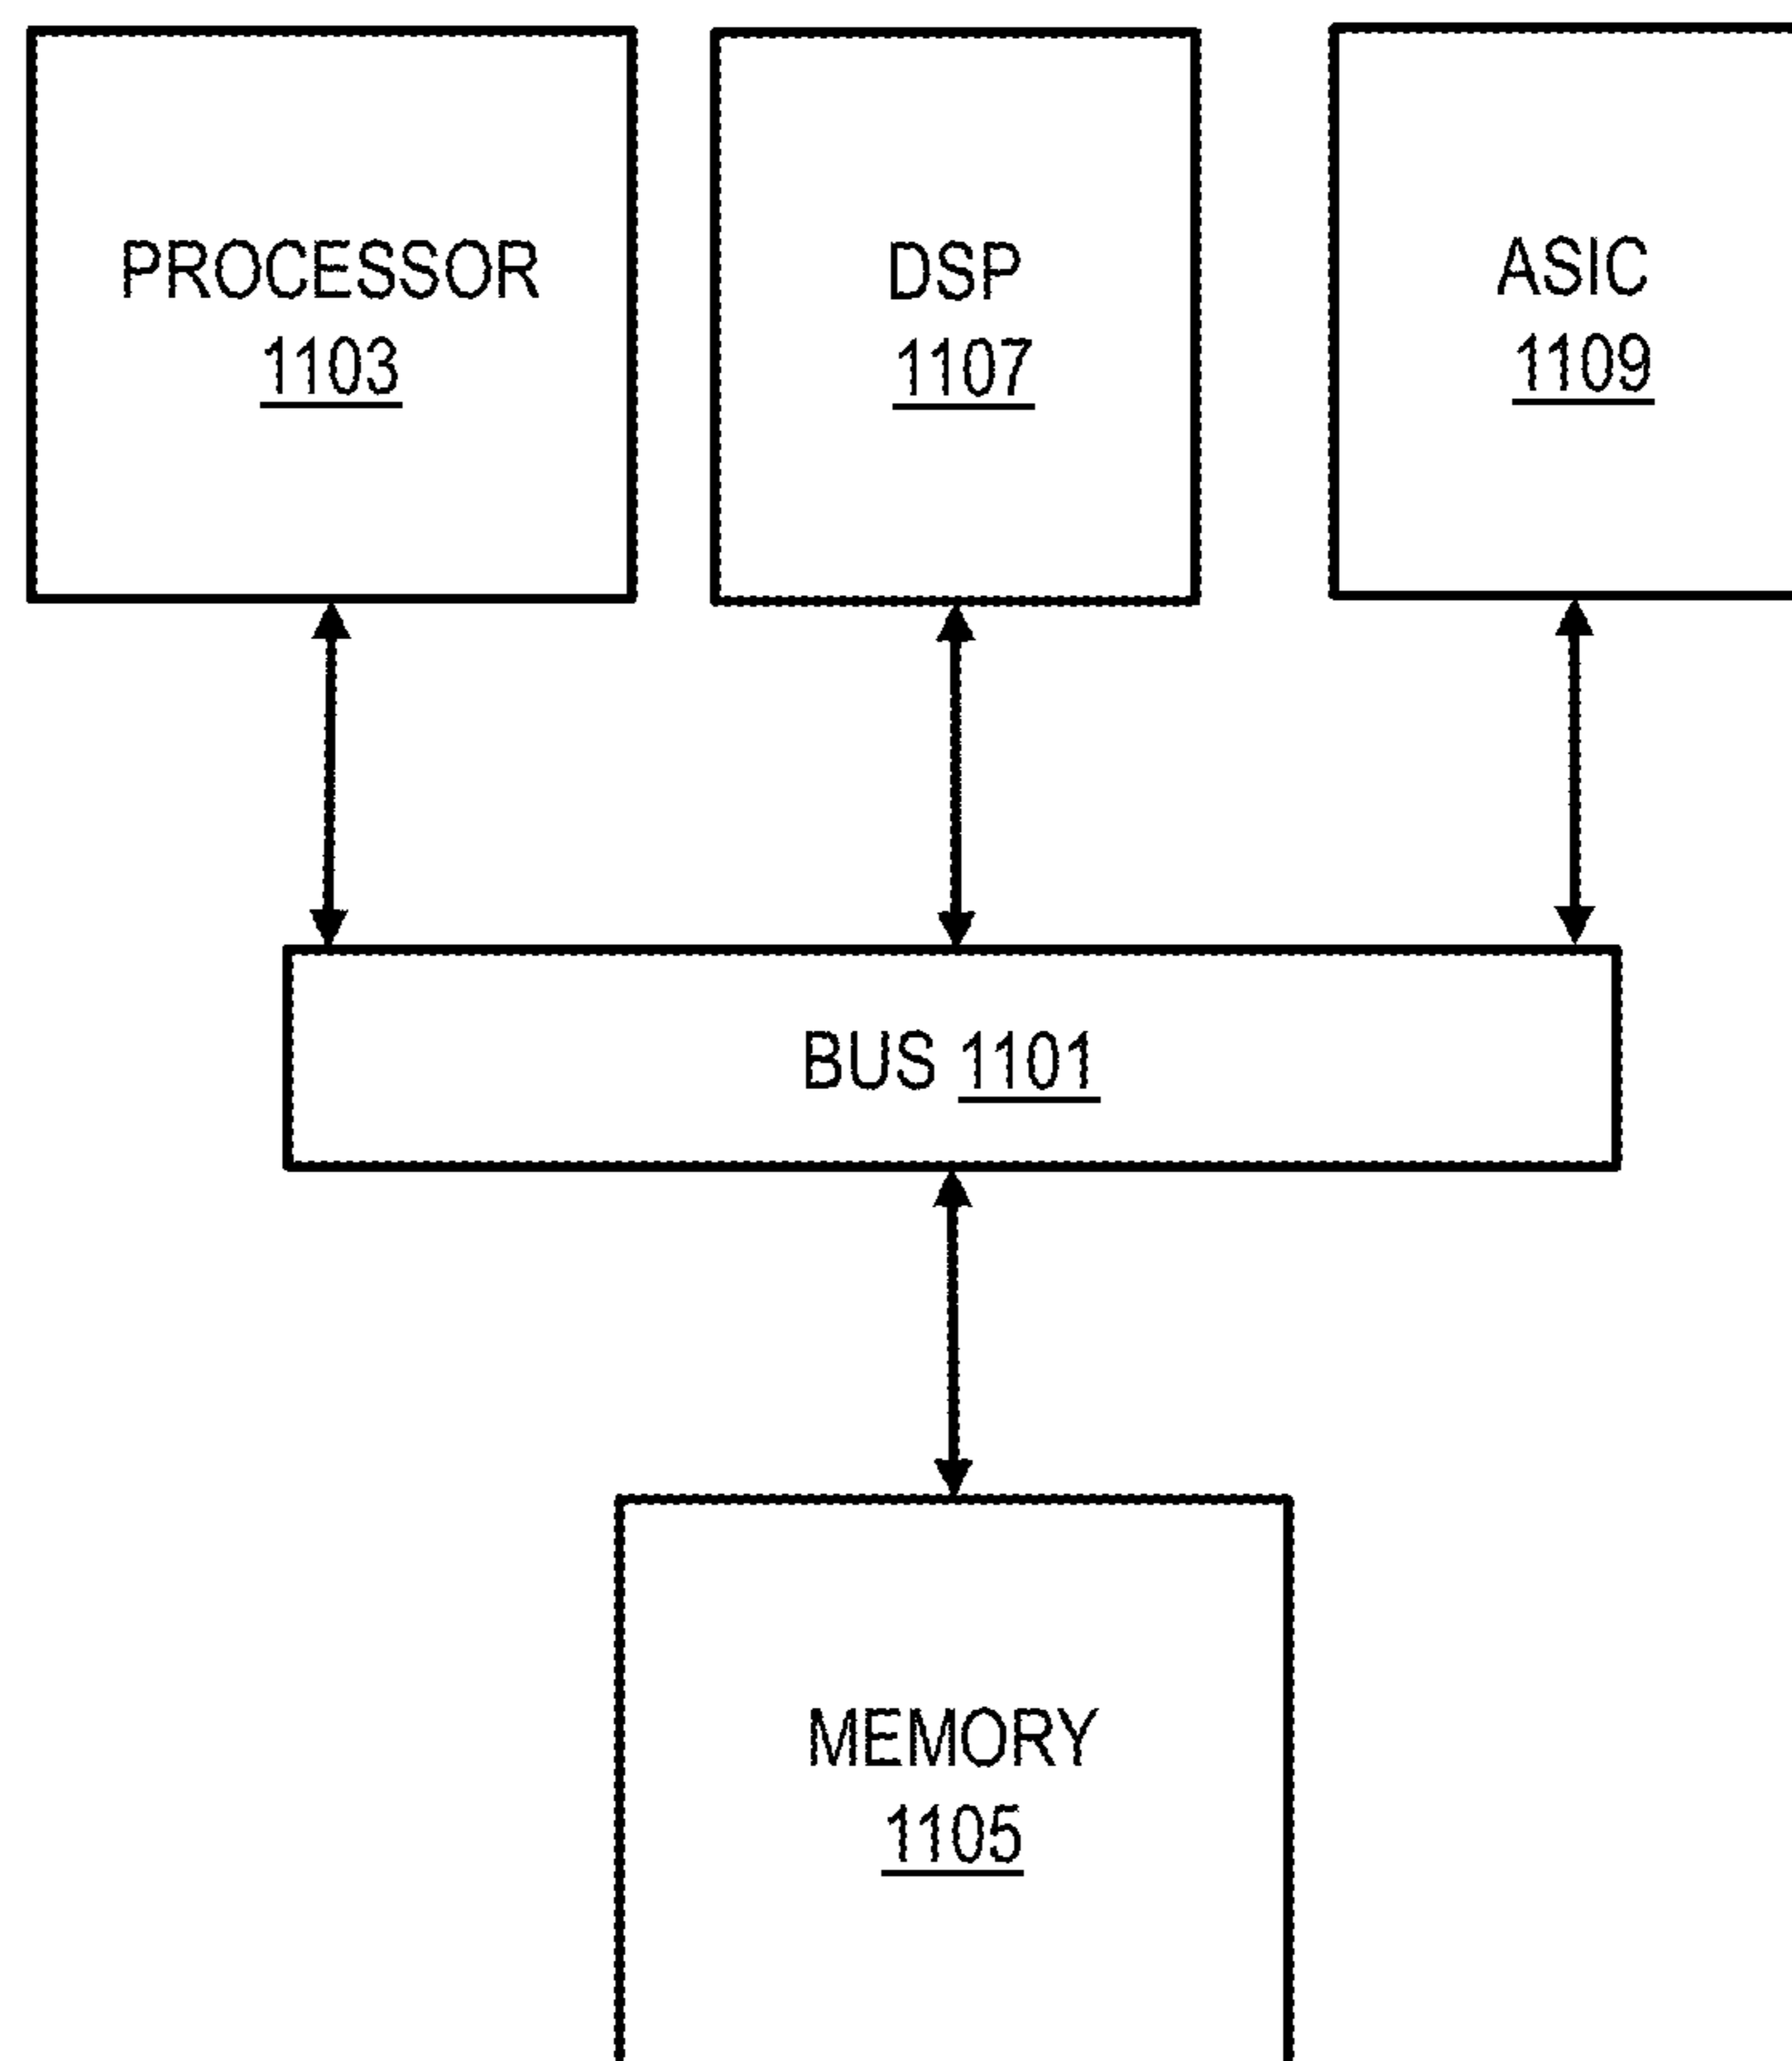 PROCESSOR
1103
DSP
1107
ASIC
1109
BUS 1101
MEMORY
1105